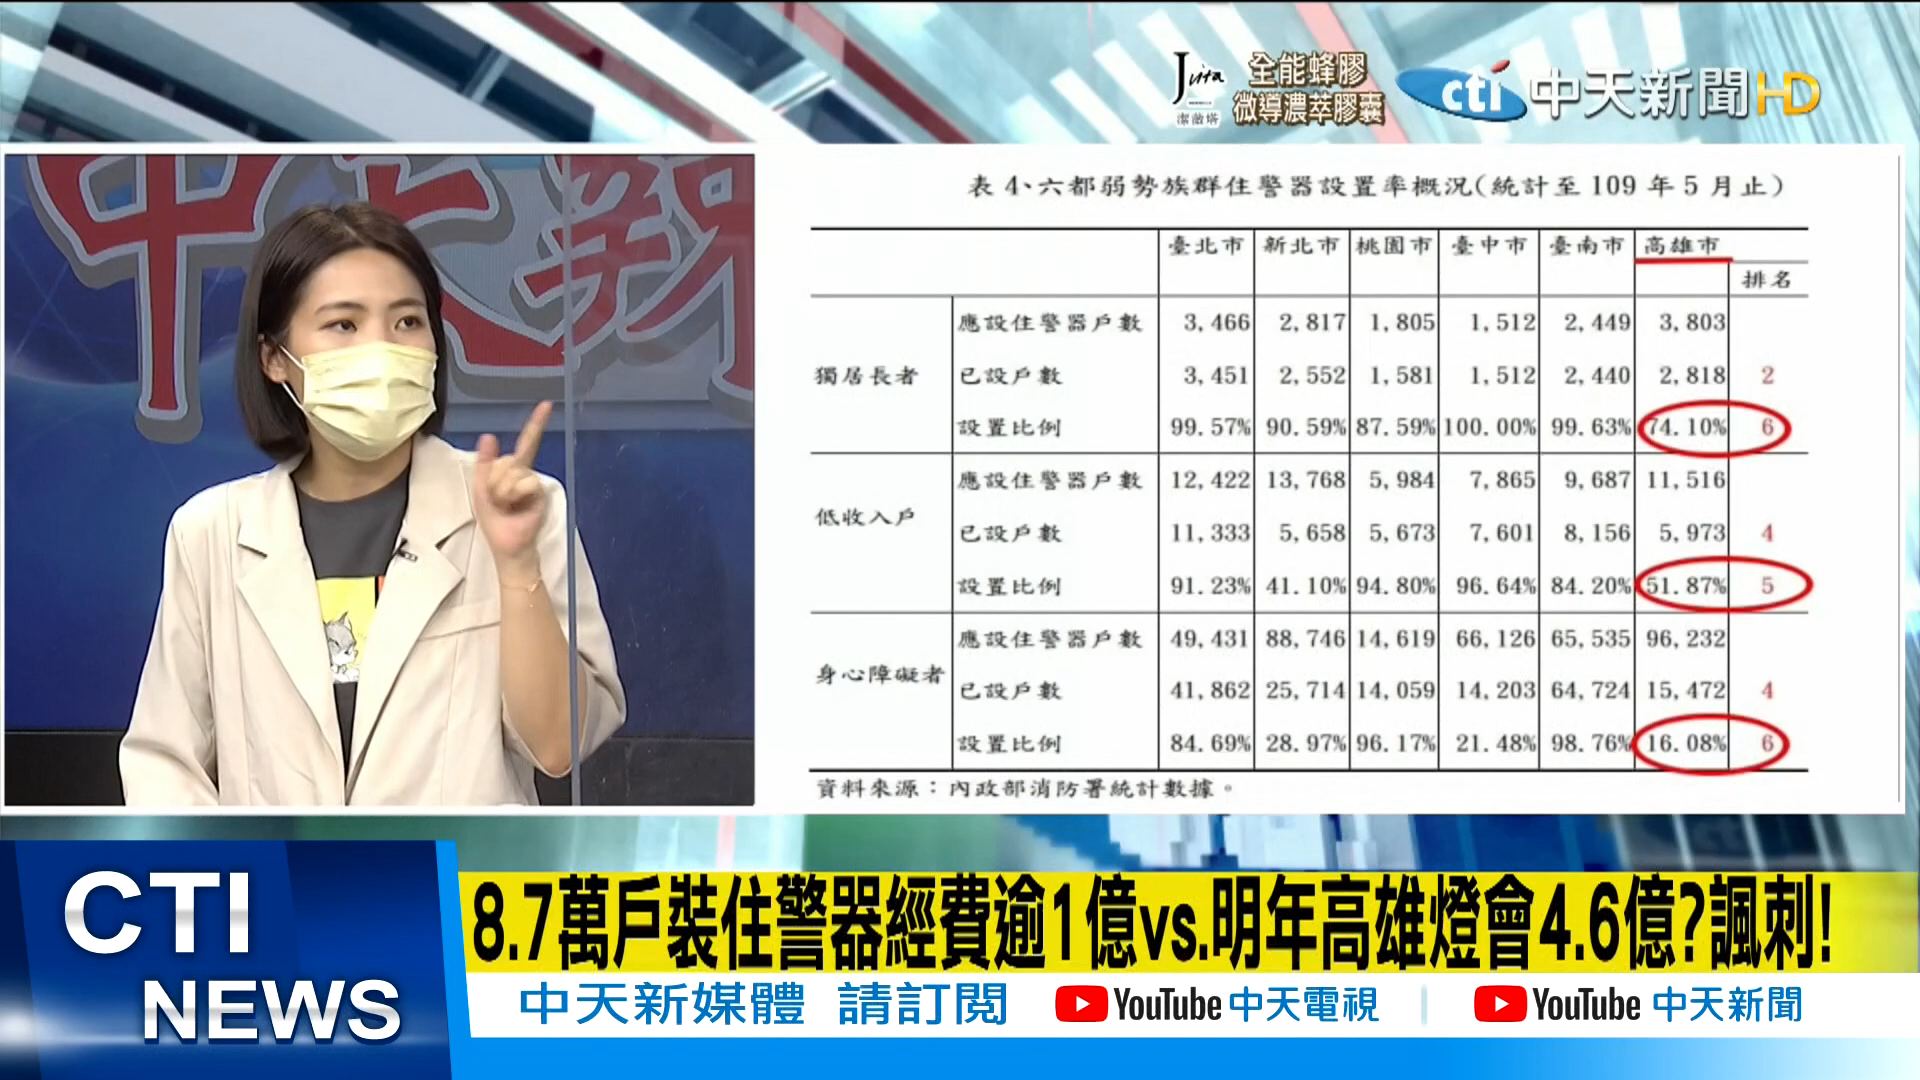 Jvita
潔薇塔
全能蜂膠
微導濃萃膠囊
cti 中天新聞HD
中天
表 4、六都弱勢族群住警器設置率概況(統計至 109 年 5 月止)
臺北市 新北市 桃園市 臺中市 臺南市 高雄市
排名
獨居長者
應設住警器戶數 3,466 2,817 1,805 1,512 2,449 3,803
已設戶數 3,451 2,552 1,581 1,512 2,440 2,818 2
設置比例 99.57% 90.59% 87.59% 100.00% 99.63% 74.10% 6
低收入戶
應設住警器戶數 12,422 13,768 5,984 7,865 9,687 11,516
已設戶數 11,333 5,658 5,673 7,601 8,156 5,973 4
設置比例 91.23% 41.10% 94.80% 96.64% 84.20% 51.87% 5
身心障礙者
應設住警器戶數 49,431 88,746 14,619 66,126 65,535 96,232
已設戶數 41,862 25,714 14,059 14,203 64,724 15,472 4
設置比例 84.69% 28.97% 96.17% 21.48% 98.76% 16.08% 6
資料來源：內政部消防署統計數據。
CTI
NEWS
8.7萬戶裝住警器經費逾1億vs.明年高雄燈會4.6億?諷刺!
中天新媒體 請訂閱 YouTube 中天電視 YouTube 中天新聞